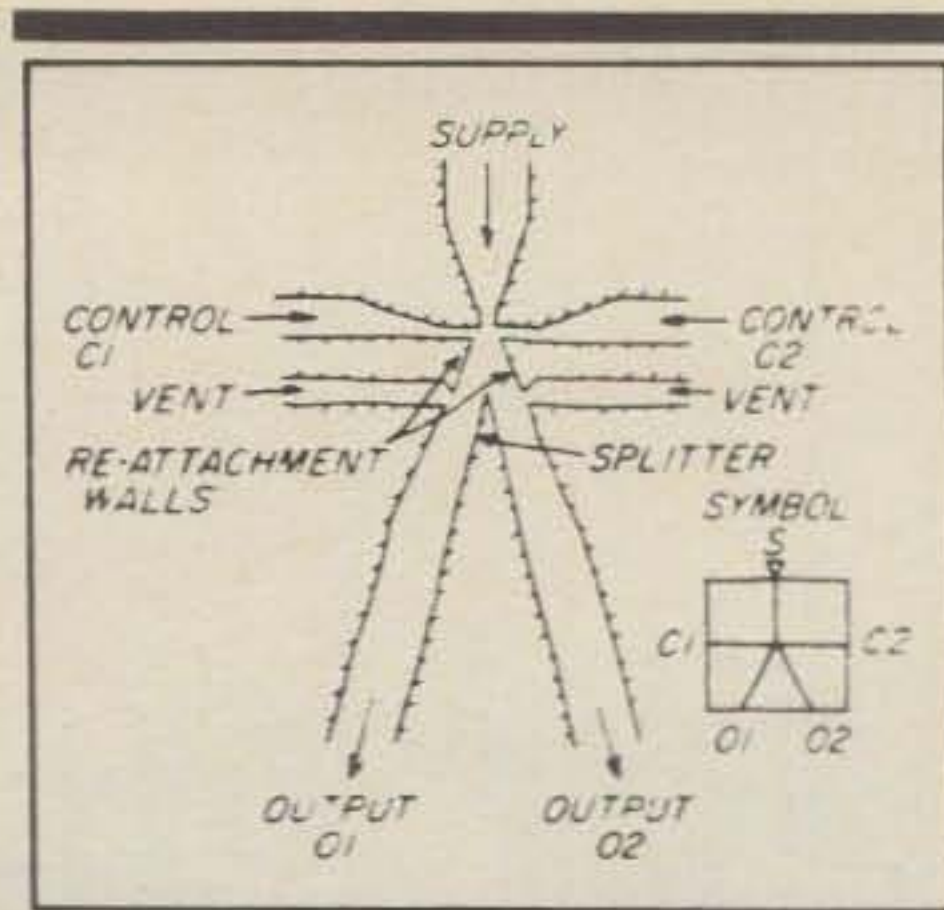 SUPPLY
CONTROL
C1
CONTROL
C2
VENT
VENT
RE-ATTACHMENT
WALLS
SPLITTER
SYMBOL
S
C1
C2
O1
O2
OUTPUT
O1
OUTPUT
O2